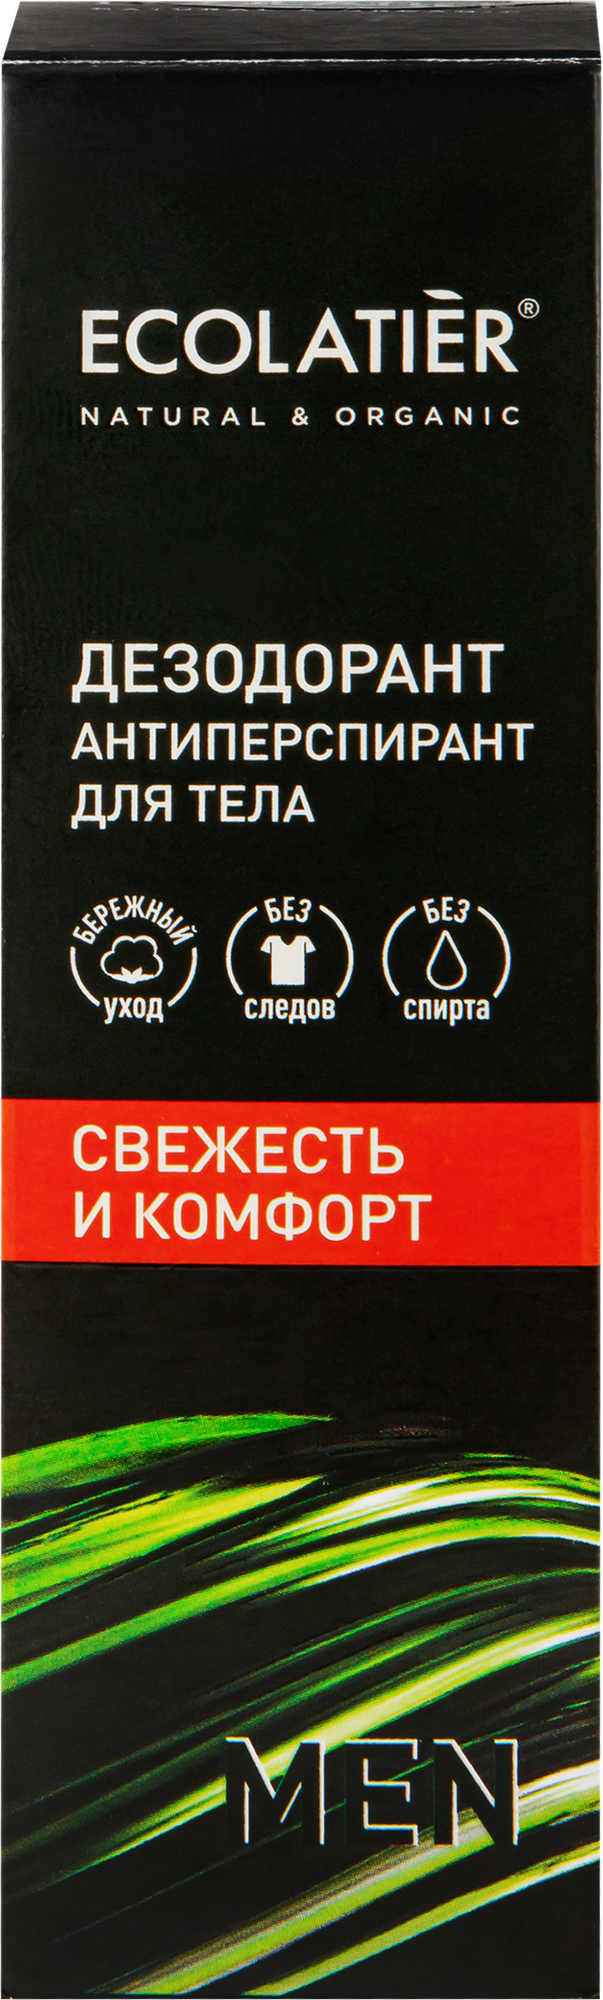 ECOLATIÈR®
NATURAL & ORGANIC
ДЕЗОДОРАНТ
АНТИПЕРСПИРАНТ
ДЛЯ ТЕЛА
БЕРЕЖНЫЙ
уход
БЕЗ
следов
БЕЗ
спирта
СВЕЖЕСТЬ
И КОМФОРТ
MEN